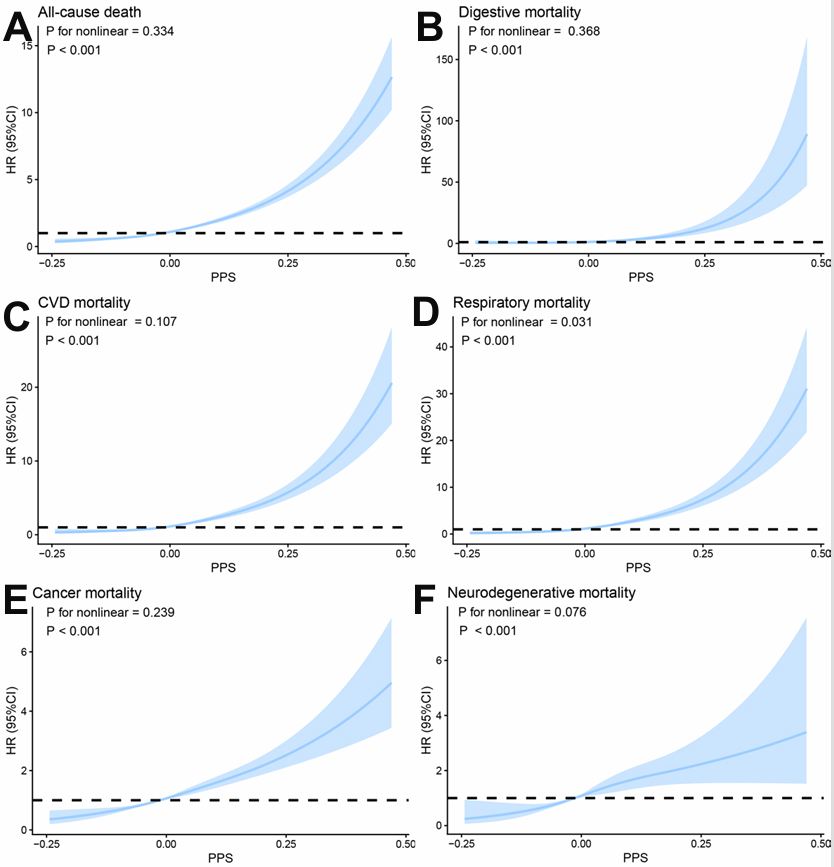 A All-cause death
P for nonlinear = 0.334
P < 0.001
HR (95%CI)
15
10
5
0
-0.25 0.00 0.25 0.50
PPS
B Digestive mortality
P for nonlinear = 0.368
P < 0.001
HR (95%CI)
150
100
50
0
-0.25 0.00 0.25 0.50
PPS
C CVD mortality
P for nonlinear = 0.107
P < 0.001
HR (95%CI)
20
10
0
-0.25 0.00 0.25 0.50
PPS
D Respiratory mortality
P for nonlinear = 0.031
P < 0.001
HR (95%CI)
40
30
20
10
0
-0.25 0.00 0.25 0.50
PPS
E Cancer mortality
P for nonlinear = 0.239
P < 0.001
HR (95%CI)
6
4
2
0
-0.25 0.00 0.25 0.50
PPS
F Neurodegenerative mortality
P for nonlinear = 0.076
P < 0.001
HR (95%CI)
6
4
2
0
-0.25 0.00 0.25 0.50
PPS